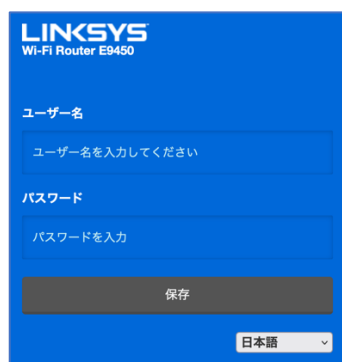 LINKSYS
Wi-Fi Router E9450
ユーザー名
ユーザー名を入力してください
パスワード
パスワードを入力
保存
日本語